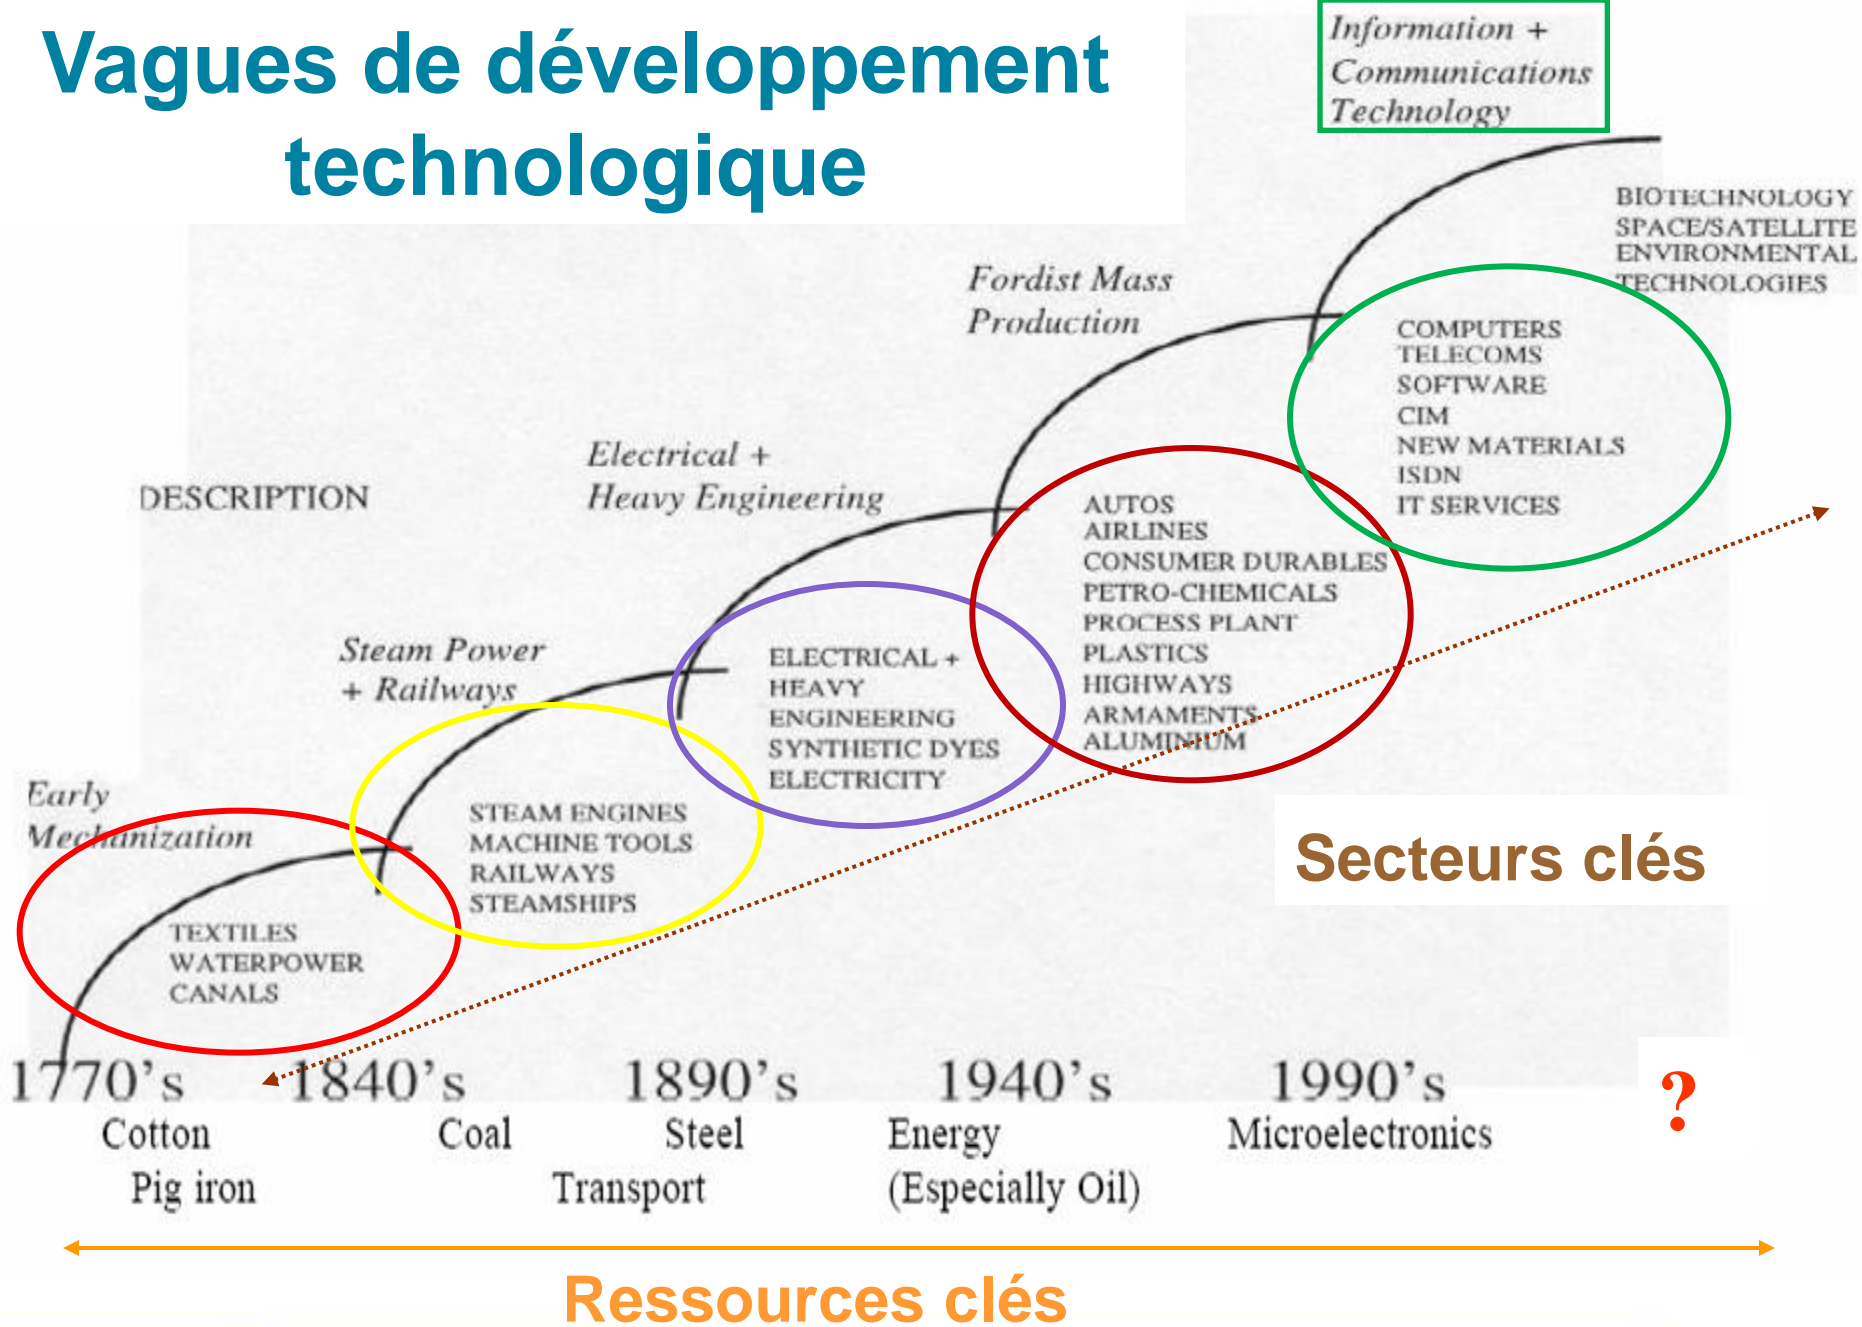 Vagues de développement
technologique
Information +
Communications
Technology
BIOTECHNOLOGY
SPACE/SATELLITE
ENVIRONMENTAL
TECHNOLOGIES
Fordist Mass
Production
COMPUTERS
TELECOMS
SOFTWARE
CIM
NEW MATERIALS
ISDN
IT SERVICES
Electrical +
Heavy Engineering
DESCRIPTION
AUTOS
AIRLINES
CONSUMER DURABLES
PETRO-CHEMICALS
PROCESS PLANT
PLASTICS
HIGHWAYS
ARMAMENTS
ALUMINIUM
Steam Power
+ Railways
ELECTRICAL +
HEAVY
ENGINEERING
SYNTHETIC DYES
ELECTRICITY
Early
Mechanization
STEAM ENGINES
MACHINE TOOLS
RAILWAYS
STEAMSHIPS
Secteurs clés
TEXTILES
WATERPOWER
CANALS
1770's 1840's 1890's 1940's 1990's ?
Cotton Coal Steel Energy Microelectronics
Pig iron Transport (Especially Oil)
Ressources clés